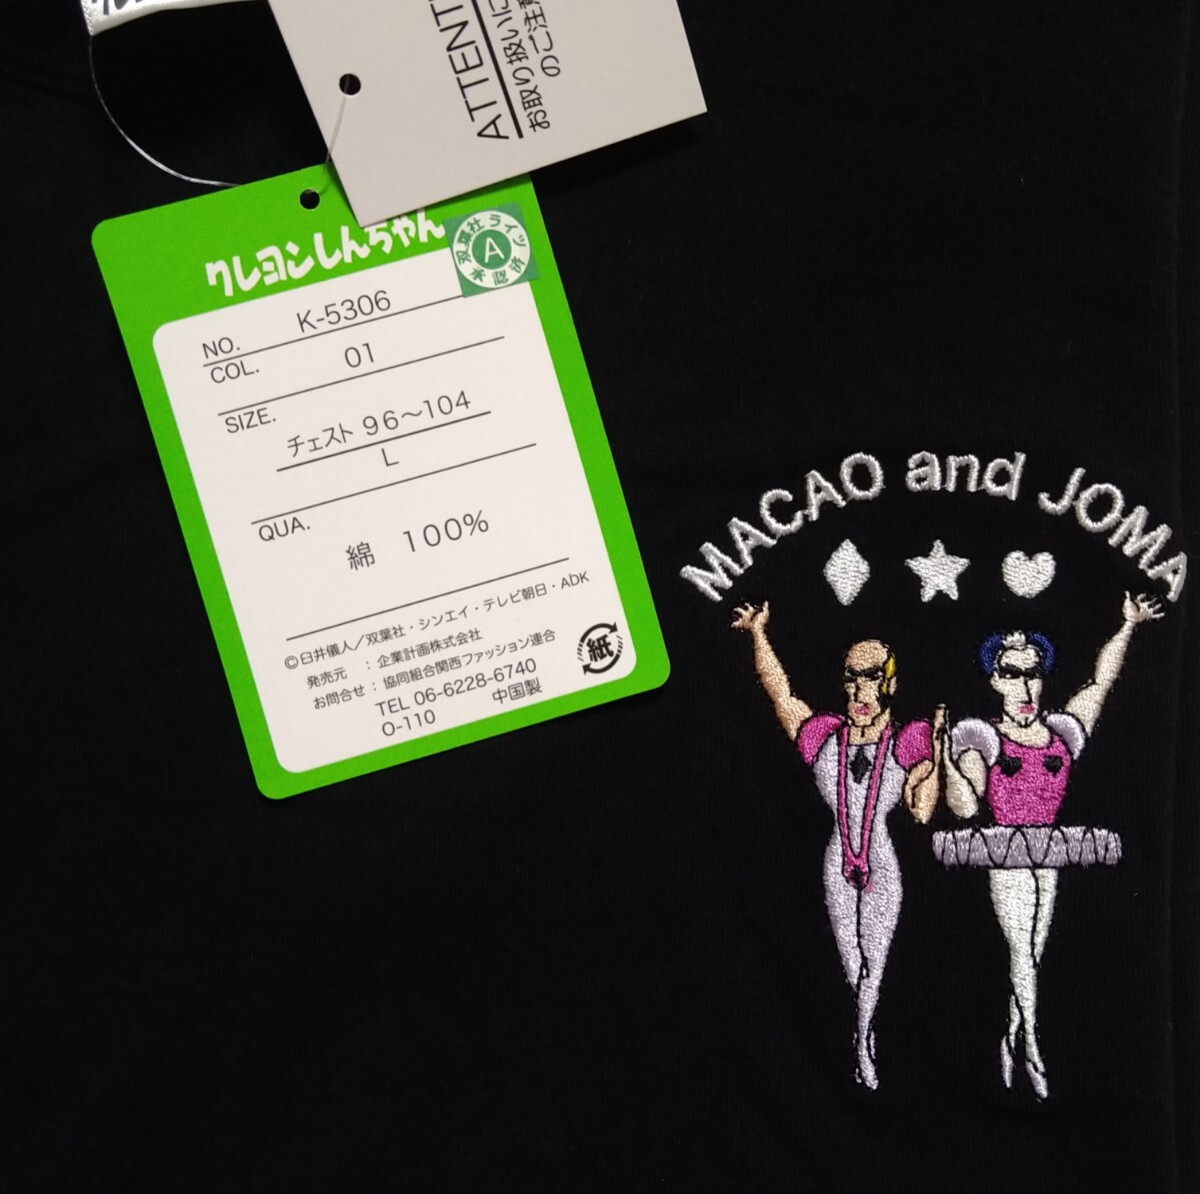 ATTENT
お取り扱いに
のご注意
クレヨンしんちゃん
双葉社ライツ
A
承認済
NO. K-5306
COL. 01
SIZE. チェスト 96〜104
L
QUA. 綿 100%
©臼井儀人／双葉社・シンエイ・テレビ朝日・ADK
発売元 : 企業計画株式会社
お問合せ : 協同組合関西ファッション連合
TEL 06-6228-6740
O-110 中国製
紙
MACAO and JOMA